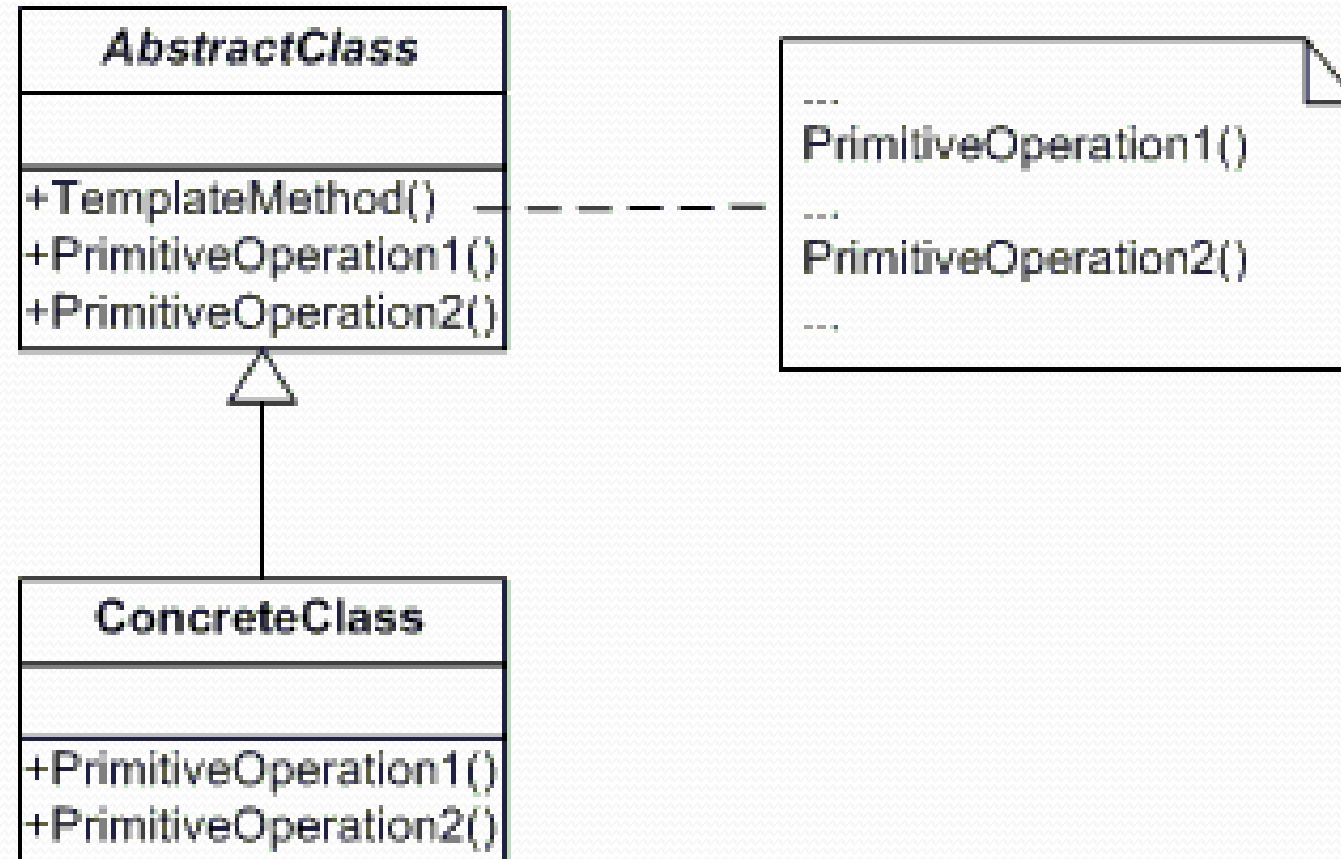 AbstractClass
+TemplateMethod()
+PrimitiveOperation1()
+PrimitiveOperation2()
...
PrimitiveOperation1()
...
PrimitiveOperation2()
...
ConcreteClass
+PrimitiveOperation1()
+PrimitiveOperation2()